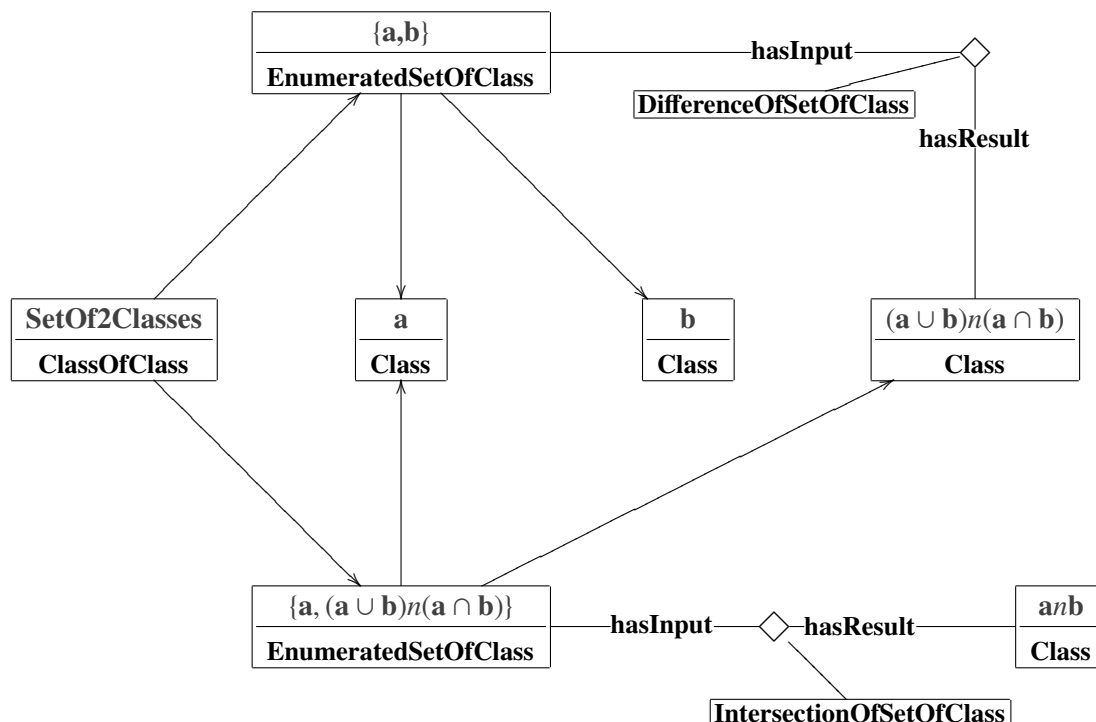 {a,b}
EnumeratedSetOfClass
hasInput
DifferenceOfSetOfClass
hasResult
SetOf2Classes
ClassOfClass
a
Class
b
Class
(a ∪ b)n(a ∩ b)
Class
{a, (a ∪ b)n(a ∩ b)}
EnumeratedSetOfClass
hasInput
hasResult
anb
Class
IntersectionOfSetOfClass